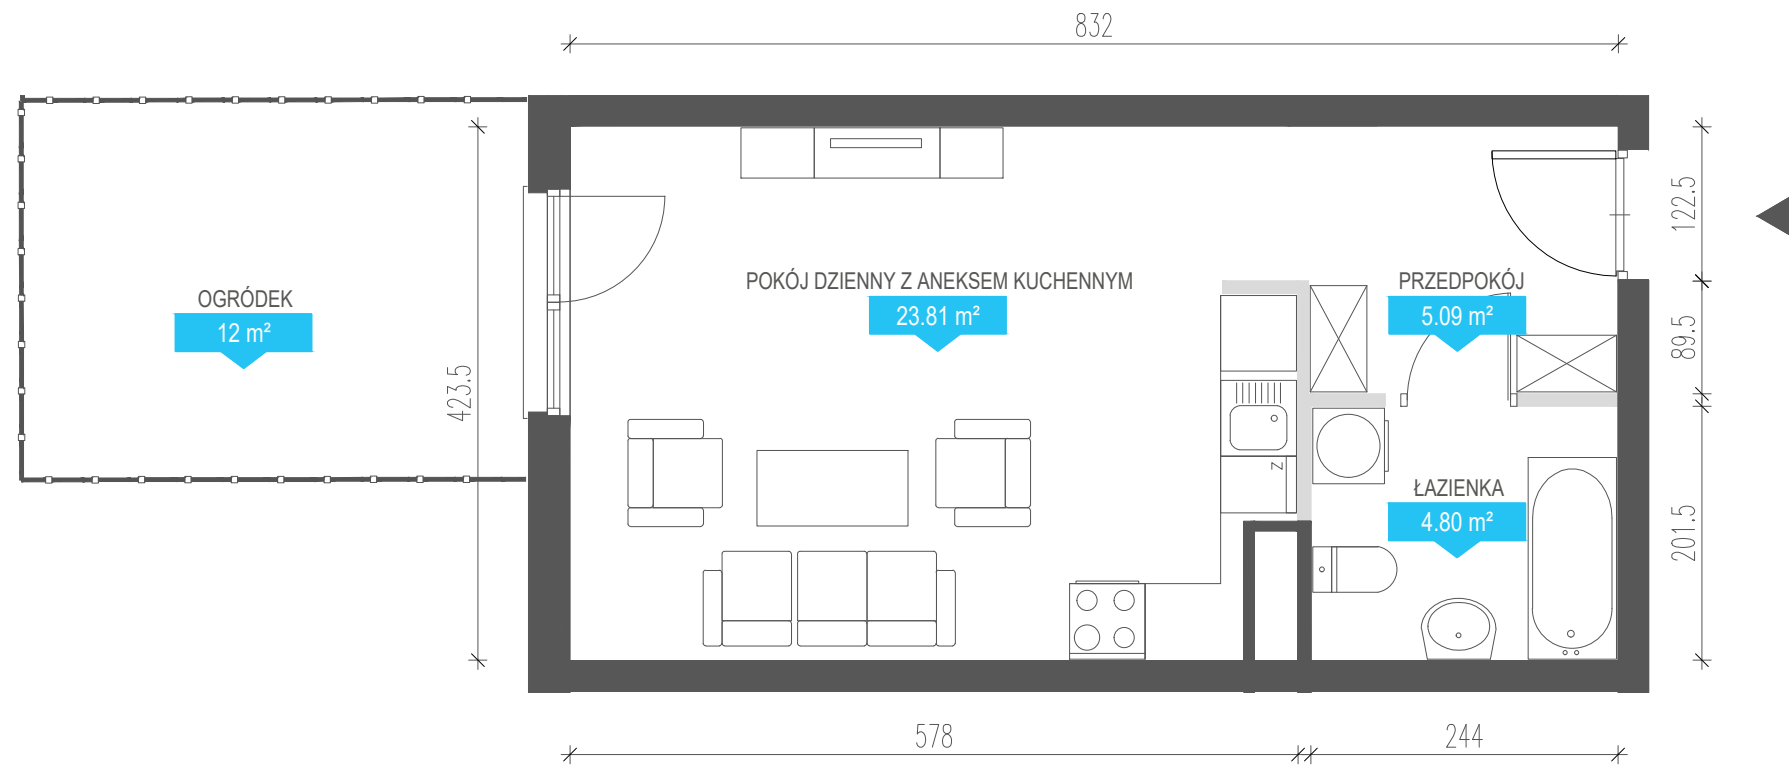 832
OGRÓDEK
12 m²
423.5
POKÓJ DZIENNY Z ANEKSEM KUCHENNYM
23.81 m²
PRZEDPOKÓJ
5.09 m²
122.5
89.5
Z
ŁAZIENKA
4.80 m²
201.5
578
244